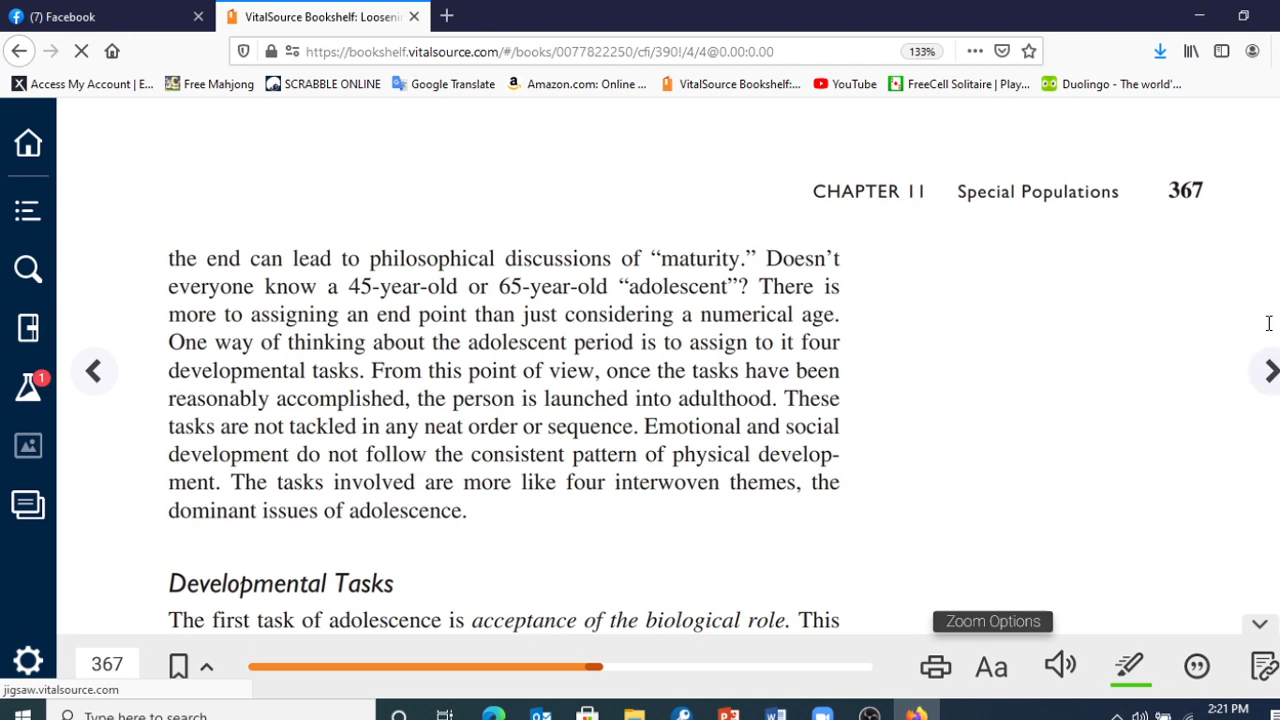 (7) Facebook
VitalSource Bookshelf: Loosenin
https://bookshelf.vitalsource.com/#/books/0077822250/cfi/390!/4/4@0.00:0.00
133%
Access My Account | E...
Free Mahjong
SCRABBLE ONLINE
Google Translate
Amazon.com: Online ...
VitalSource Bookshelf:...
YouTube
FreeCell Solitaire | Play...
Duolingo - The world'...
CHAPTER 11 Special Populations 367
the end can lead to philosophical discussions of “maturity.” Doesn’t
everyone know a 45-year-old or 65-year-old “adolescent”? There is
more to assigning an end point than just considering a numerical age.
One way of thinking about the adolescent period is to assign to it four
developmental tasks. From this point of view, once the tasks have been
reasonably accomplished, the person is launched into adulthood. These
tasks are not tackled in any neat order or sequence. Emotional and social
development do not follow the consistent pattern of physical develop-
ment. The tasks involved are more like four interwoven themes, the
dominant issues of adolescence.
1
Developmental Tasks
The first task of adolescence is acceptance of the biological role. This
Zoom Options
367
Aa
jigsaw.vitalsource.com
Type here to search
2:21 PM